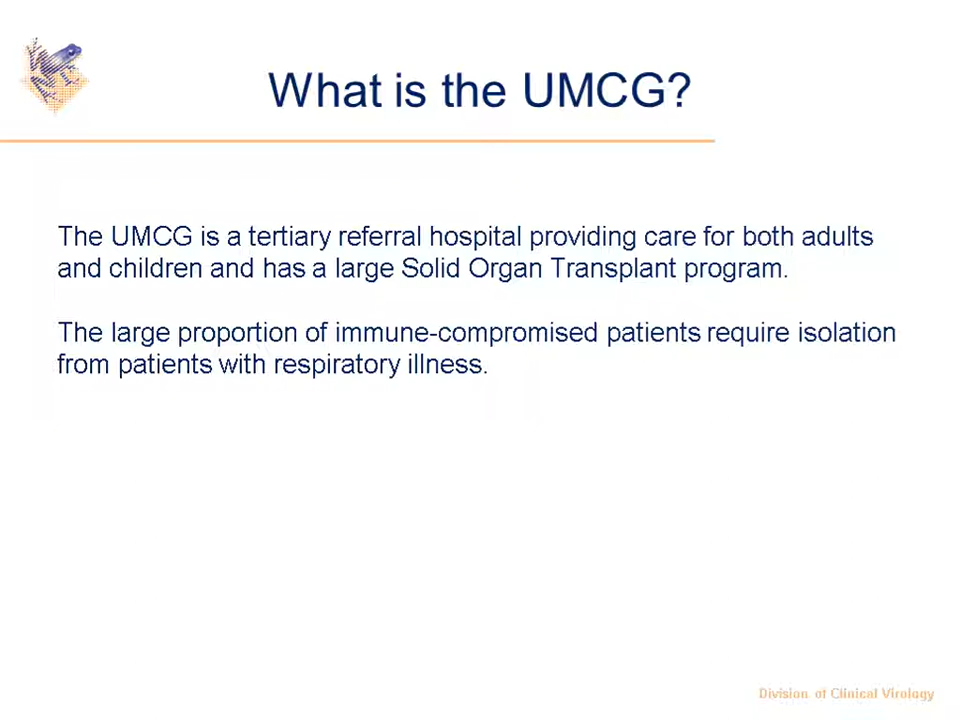 What is the UMCG?
The UMCG is a tertiary referral hospital providing care for both adults
and children and has a large Solid Organ Transplant program.
The large proportion of immune-compromised patients require isolation
from patients with respiratory illness.
Division of Clinical Virology